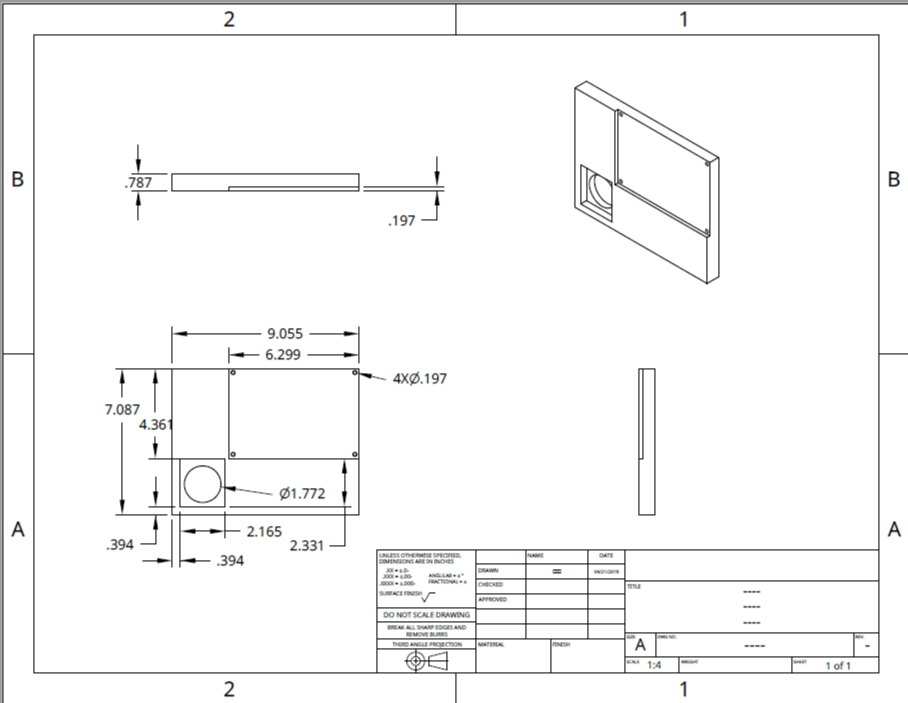 2
1
B
B
.787
.197
9.055
6.299
4XØ.197
7.087
4.361
Ø1.772
2.165
.394
2.331
.394
A
A
UNLESS OTHERWISE SPECIFIED,
DIMENSIONS ARE IN INCHES
.XX = ±.0-
.XXX = ±.00-
.XXXX = ±.000-
ANGULAR = ± °
FRACTIONAL = ±
SURFACE FINISH
DO NOT SCALE DRAWING
BREAK ALL SHARP EDGES AND
REMOVE BURRS
THIRD ANGLE PROJECTION
NAME
DATE
DRAWN
CHECKED
APPROVED
MATERIAL
FINISH
TITLE
----
----
----
SIZE
A
DWG NO.
----
REV.
-
SCALE
1:4
WEIGHT
SHEET
1 of 1
2
1